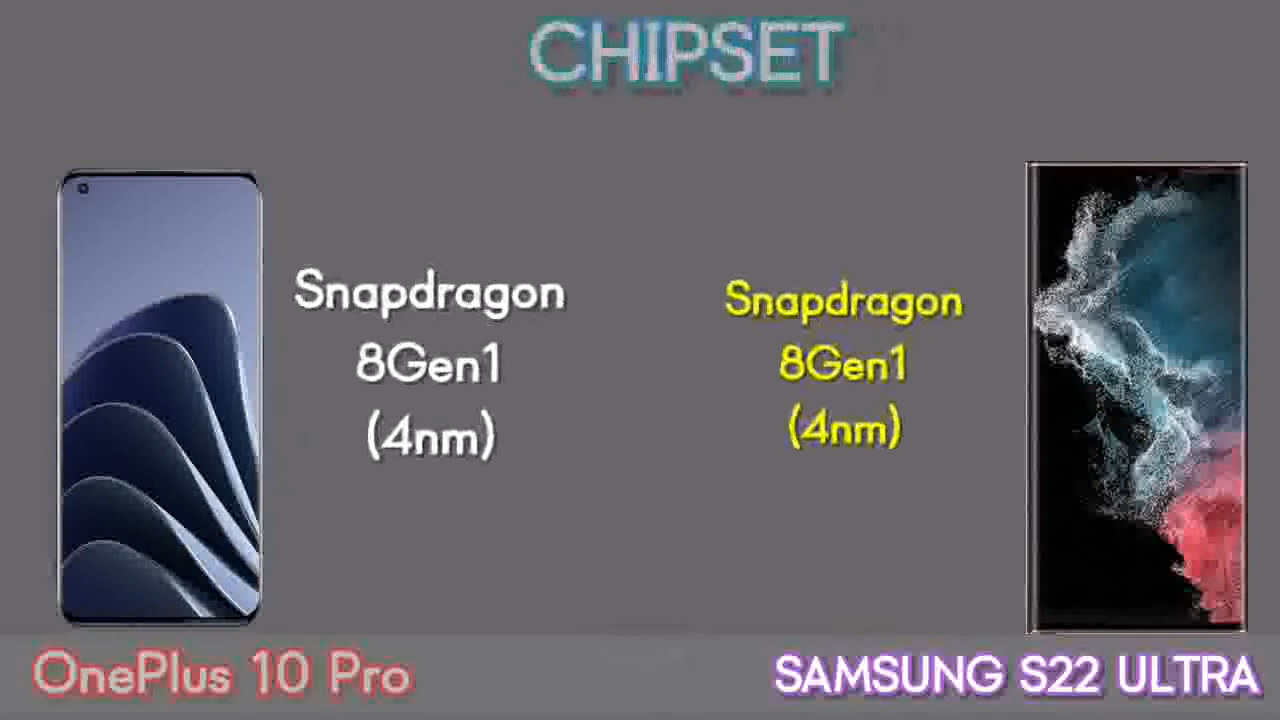 CHIPSET
Snapdragon
8Gen1
(4nm)
Snapdragon
8Gen1
(4nm)
OnePlus 10 Pro
SAMSUNG S22 ULTRA